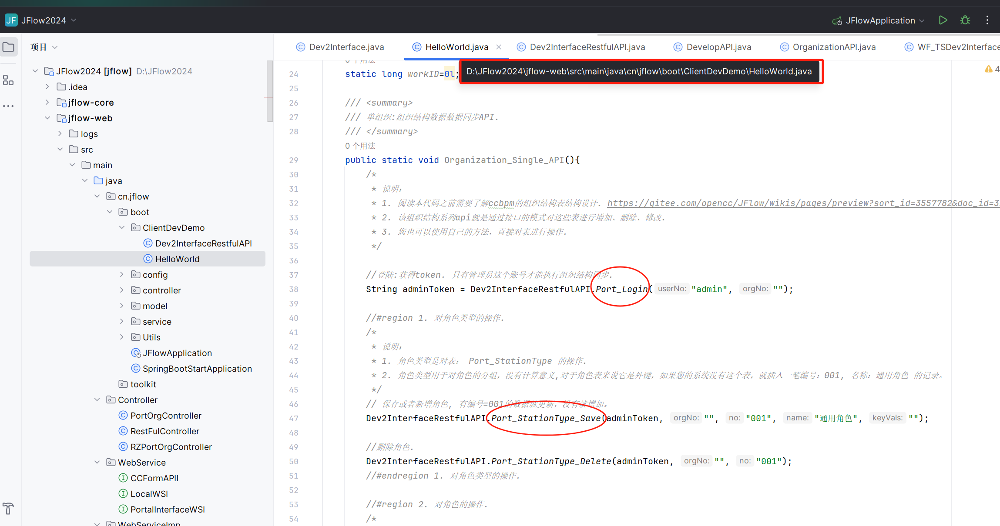 JF JFlow2024
JFlowApplication
项目
JFlow2024 [jflow] D:\JFlow2024
.idea
jflow-core
jflow-web
logs
src
main
java
cn.jflow
boot
ClientDevDemo
Dev2InterfaceRestfulAPI
HelloWorld
config
controller
model
service
Utils
JFlowApplication
SpringBootStartApplication
toolkit
Controller
PortOrgController
RestFulController
RZPortOrgController
WebService
CCFormAPII
LocalWSI
PortalInterfaceWSI
WebServiceImp
Dev2Interface.java HelloWorld.java Dev2InterfaceRestfulAPI.java DevelopAPI.java OrganizationAPI.java WF_TSDev2Interface
0 个用法
D:\JFlow2024\jflow-web\src\main\java\cn\jflow\boot\ClientDevDemo\HelloWorld.java
4
24 static long workID=0l;
25
26 /// <summary>
27 /// 单组织:组织结构数据数据同步API.
28 /// </summary>
0 个用法
29 public static void Organization_Single_API(){
30 /*
31 * 说明:
32 * 1. 阅读本代码之前需要了解ccbpm的组织结构表结构设计. https://gitee.com/opencc/JFlow/wikis/pages/preview?sort_id=3557782&doc_id=3
33 * 2. 该组织结构系列api就是通过接口的模式对这些表进行增加、删除、修改.
34 * 3. 您也可以使用自己的方法，直接对表进行操作.
35 */
36
37 //登陆:获得token. 只有管理员这个账号才能执行组织结构同步.
38 String adminToken = Dev2InterfaceRestfulAPI.Port_Login( userNo: "admin", orgNo: "");
39
40 //#region 1. 对角色类型的操作.
41 /*
42 * 说明:
43 * 1. 角色类型是对表： Port_StationType 的操作.
44 * 2. 角色类型用于对角色的分组，没有计算意义,对于角色表来说它是外键，如果您的系统没有这个表，就插入一笔编号：001, 名称：通用角色 的记录。
45 */
46 // 保存或者新增角色, 有编号=001的数据就更新，没有就增加。
47 Dev2InterfaceRestfulAPI.Port_StationType_Save(adminToken, orgNo: "", no: "001", name: "通用角色", keyVals: "");
48
49 //删除角色.
50 Dev2InterfaceRestfulAPI.Port_StationType_Delete(adminToken, orgNo: "", no: "001");
51 //#endregion 1. 对角色类型的操作.
52
53 //#region 2. 对角色的操作.
54 /*